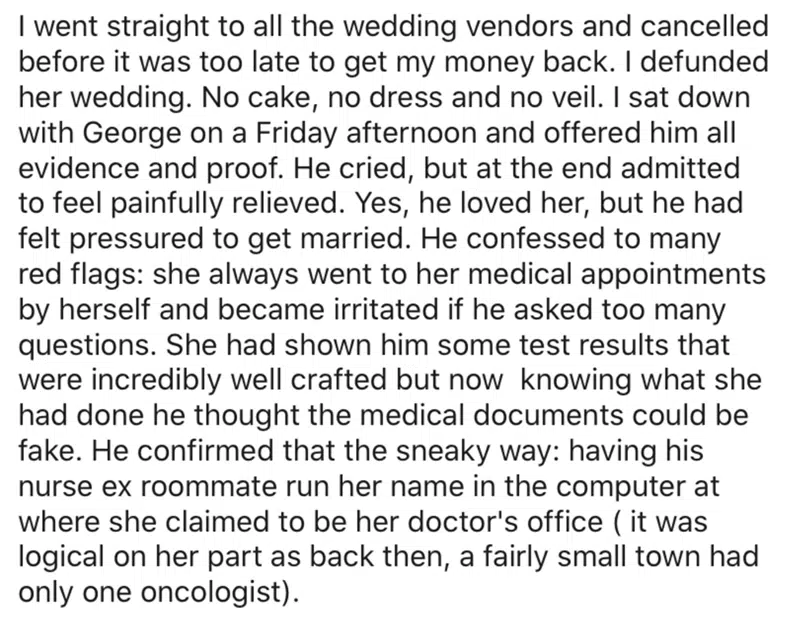 I went straight to all the wedding vendors and cancelled
before it was too late to get my money back. I defunded
her wedding. No cake, no dress and no veil. I sat down
with George on a Friday afternoon and offered him all
evidence and proof. He cried, but at the end admitted
to feel painfully relieved. Yes, he loved her, but he had
felt pressured to get married. He confessed to many
red flags: she always went to her medical appointments
by herself and became irritated if he asked too many
questions. She had shown him some test results that
were incredibly well crafted but now  knowing what she
had done he thought the medical documents could be
fake. He confirmed that the sneaky way: having his
nurse ex roommate run her name in the computer at
where she claimed to be her doctor's office ( it was
logical on her part as back then, a fairly small town had
only one oncologist).